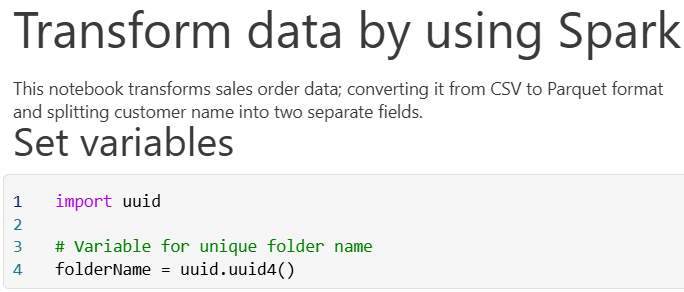 Transform data by using Spark
This notebook transforms sales order data; converting it from CSV to Parquet format
and splitting customer name into two separate fields.
Set variables
1 import uuid
2
3 # Variable for unique folder name
4 folderName = uuid.uuid4()